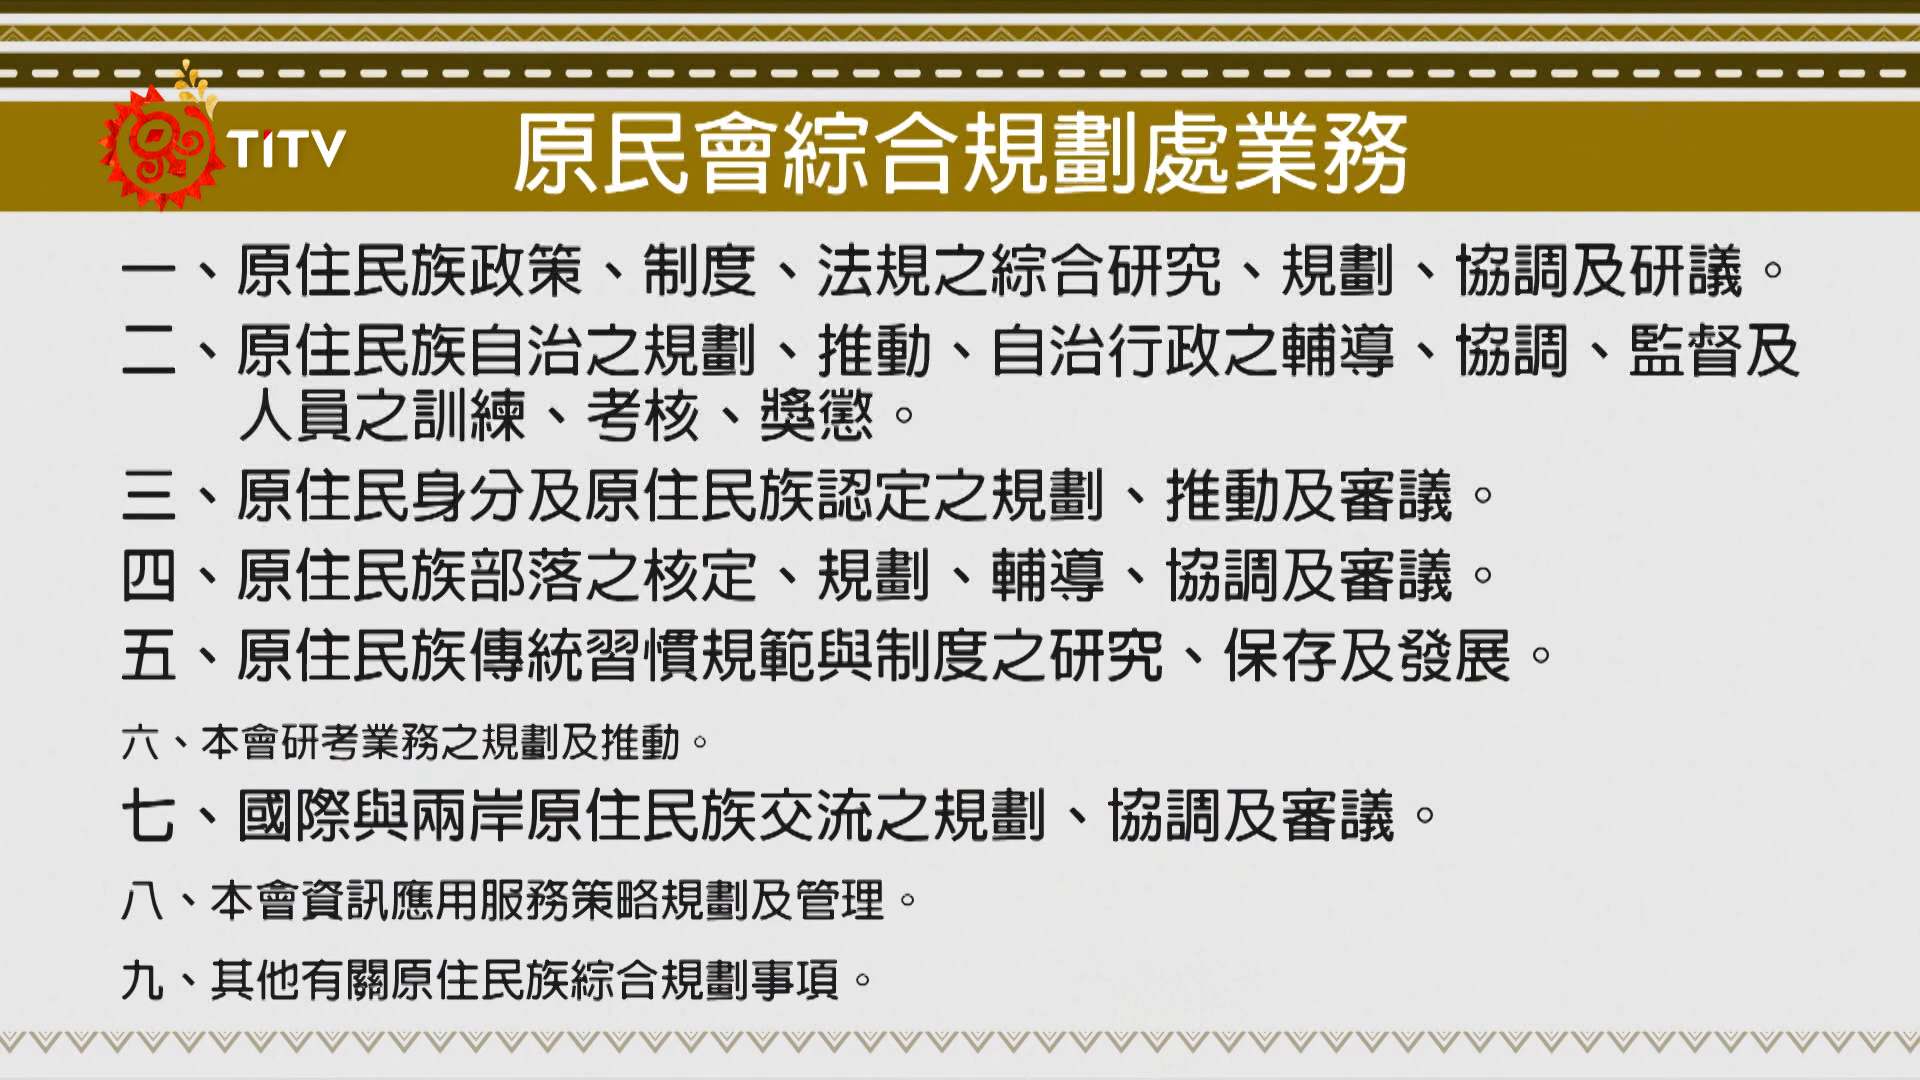 TiTV
原民會綜合規劃處業務
一、原住民族政策、制度、法規之綜合研究、規劃、協調及研議。
二、原住民族自治之規劃、推動、自治行政之輔導、協調、監督及
人員之訓練、考核、獎懲。
三、原住民身分及原住民族認定之規劃、推動及審議。
四、原住民族部落之核定、規劃、輔導、協調及審議。
五、原住民族傳統習慣規範與制度之研究、保存及發展。
六、本會研考業務之規劃及推動。
七、國際與兩岸原住民族交流之規劃、協調及審議。
八、本會資訊應用服務策略規劃及管理。
九、其他有關原住民族綜合規劃事項。